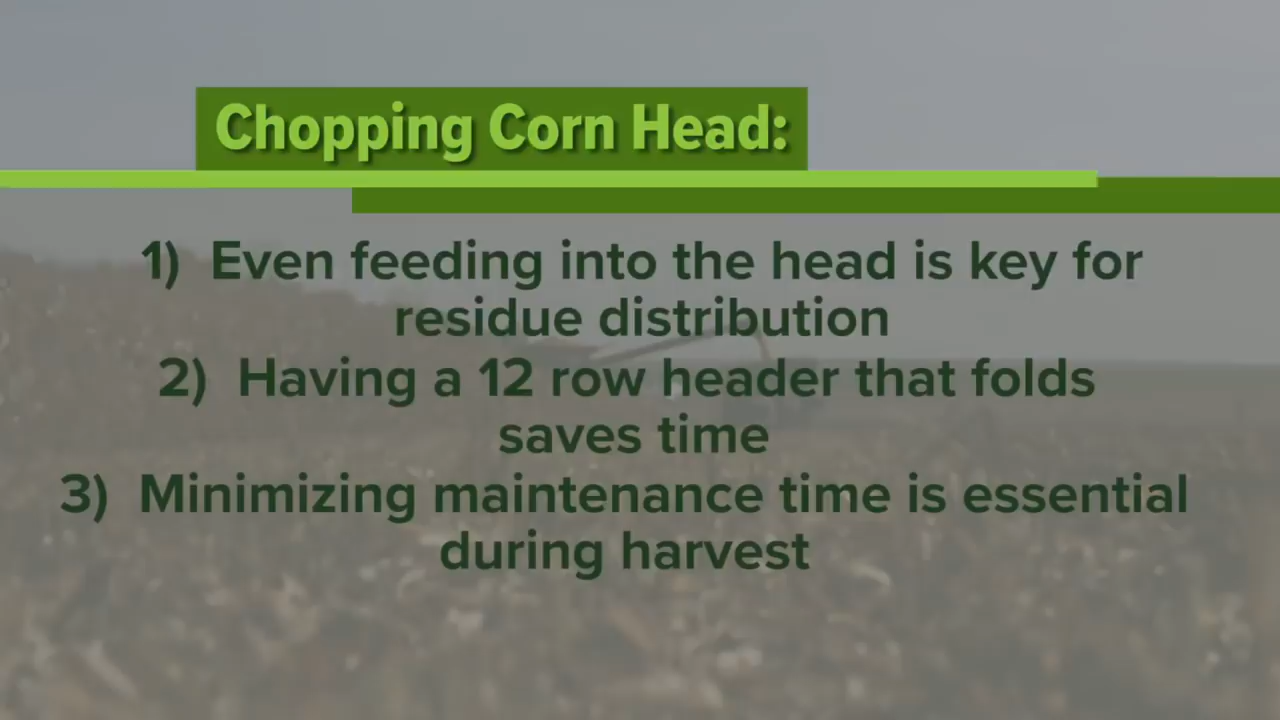 Chopping Corn Head:
1) Even feeding into the head is key for
residue distribution
2) Having a 12 row header that folds
saves time
3) Minimizing maintenance time is essential
during harvest